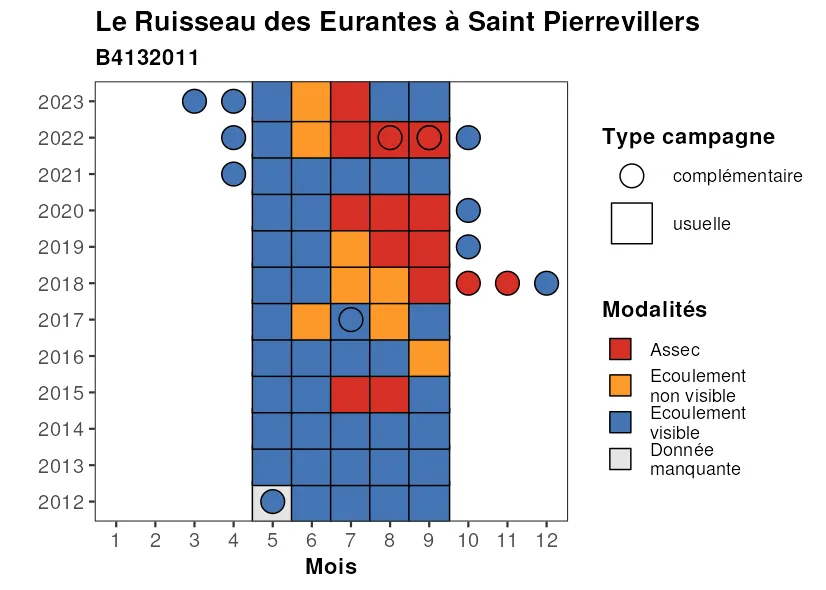 Le Ruisseau des Eurantes à Saint Pierrevillers
B4132011
2023
2022
2021
2020
2019
2018
2017
2016
2015
2014
2013
2012
1 2 3 4 5 6 7 8 9 10 11 12
Mois
Type campagne
complémentaire
usuelle
Modalités
Assec
Ecoulement
non visible
Ecoulement
visible
Donnée
manquante